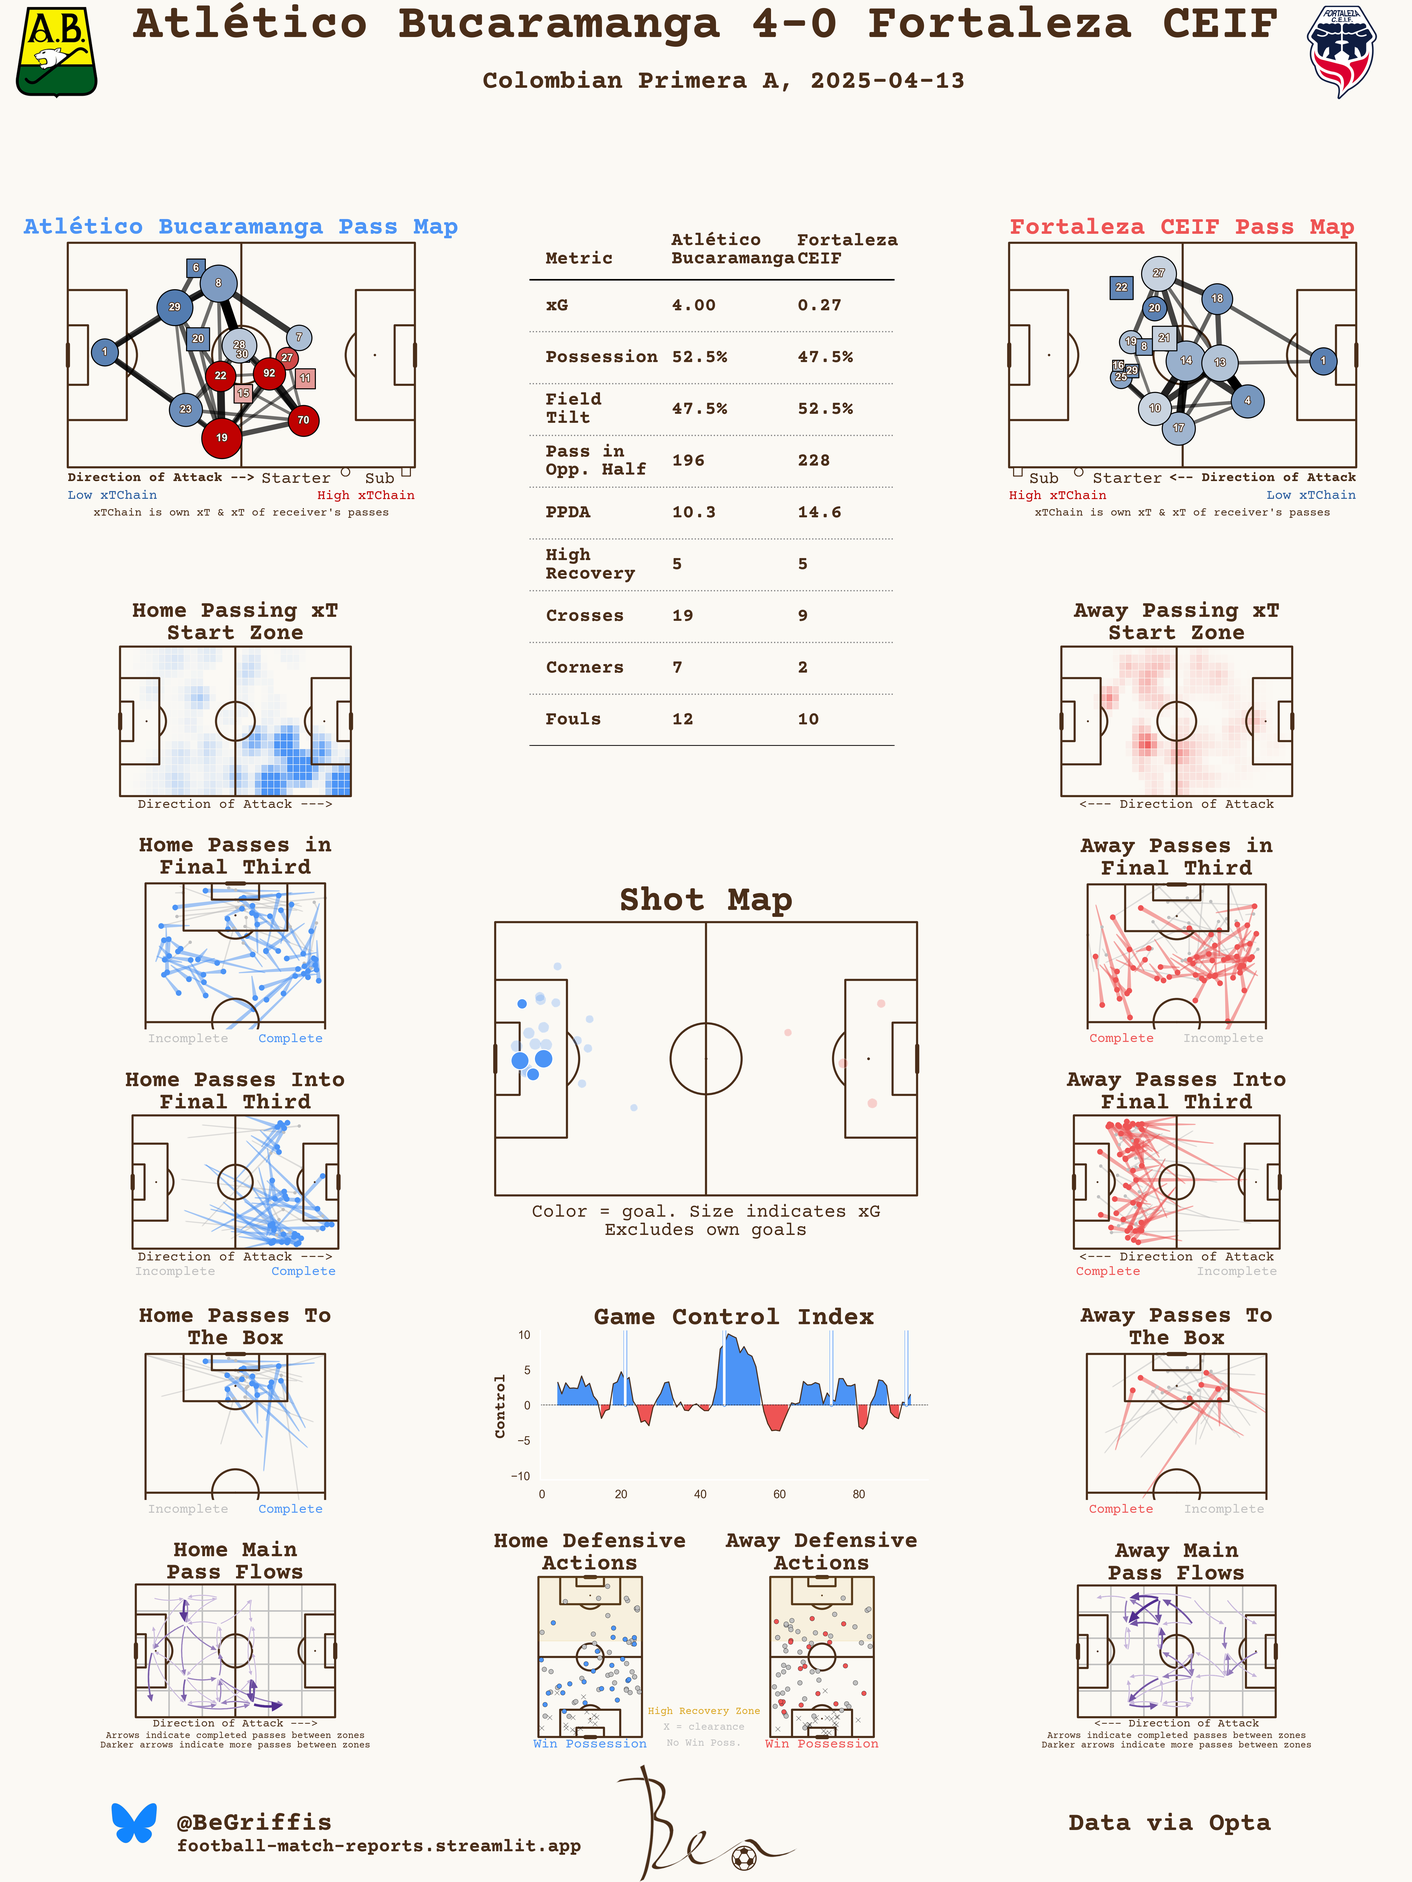 Atlético Bucaramanga 4-0 Fortaleza CEIF
Colombian Primera A, 2025-04-13
A.B.
FORTALEZA
C.E.I.F.
Atlético Bucaramanga Pass Map
6
8
29
20
7
28
30
27
1
22
92
11
15
23
70
19
Direction of Attack --> Starter Sub
Low xTChain High xTChain
xTChain is own xT & xT of receiver's passes
Metric Atlético Bucaramanga Fortaleza CEIF
xG 4.00 0.27
Possession 52.5% 47.5%
Field Tilt 47.5% 52.5%
Pass in Opp. Half 196 228
PPDA 10.3 14.6
High Recovery 5 5
Crosses 19 9
Corners 7 2
Fouls 12 10
Fortaleza CEIF Pass Map
27
22
18
20
19
21
8
14
13
1
16
29
25
10
4
17
Sub Starter <-- Direction of Attack
High xTChain Low xTChain
xTChain is own xT & xT of receiver's passes
Home Passing xT
Start Zone
Direction of Attack --->
Away Passing xT
Start Zone
<--- Direction of Attack
Home Passes in
Final Third
Incomplete Complete
Away Passes in
Final Third
Complete Incomplete
Shot Map
Color = goal. Size indicates xG
Excludes own goals
Home Passes Into
Final Third
Direction of Attack --->
Incomplete Complete
Away Passes Into
Final Third
<--- Direction of Attack
Complete Incomplete
Home Passes To
The Box
Incomplete Complete
Game Control Index
Control
10
5
0
−5
−10
0 20 40 60 80
Away Passes To
The Box
Complete Incomplete
Home Main
Pass Flows
Direction of Attack --->
Arrows indicate completed passes between zones
Darker arrows indicate more passes between zones
Home Defensive
Actions
Win Possession
Away Defensive
Actions
Win Possession
High Recovery Zone
X = clearance
No Win Poss.
Away Main
Pass Flows
<--- Direction of Attack
Arrows indicate completed passes between zones
Darker arrows indicate more passes between zones
@BeGriffis
football-match-reports.streamlit.app
Ben
Data via Opta